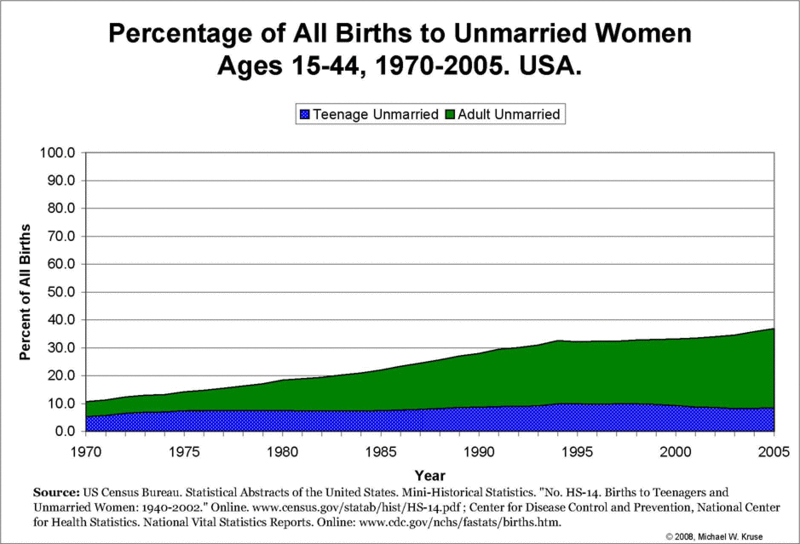 Percentage of All Births to Unmarried Women
Ages 15-44, 1970-2005. USA.
Teenage Unmarried Adult Unmarried
100.0
90.0
80.0
70.0
60.0
50.0
40.0
30.0
20.0
10.0
0.0
Percent of All Births
1970 1975 1980 1985 1990 1995 2000 2005
Year
Source: US Census Bureau. Statistical Abstracts of the United States. Mini-Historical Statistics. "No. HS-14. Births to Teenagers and
Unmarried Women: 1940-2002." Online. www.census.gov/statab/hist/HS-14.pdf ; Center for Disease Control and Prevention, National Center
for Health Statistics. National Vital Statistics Reports. Online: www.cdc.gov/nchs/fastats/births.htm.
© 2008, Michael W. Kruse